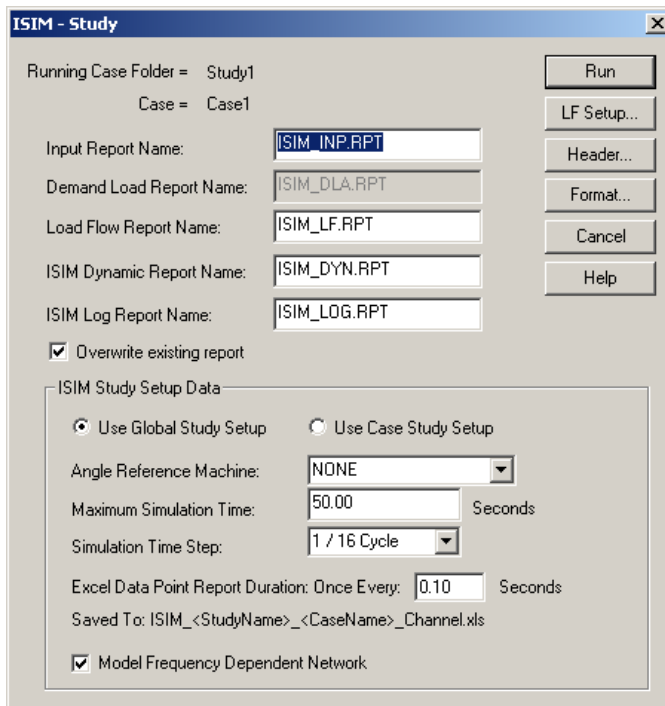 ISIM - Study
Running Case Folder = Study1
Case = Case1
Input Report Name: ISIM_INP.RPT
Demand Load Report Name: ISIM_DLA.RPT
Load Flow Report Name: ISIM_LF.RPT
ISIM Dynamic Report Name: ISIM_DYN.RPT
ISIM Log Report Name: ISIM_LOG.RPT
Overwrite existing report
Run
LF Setup...
Header...
Format...
Cancel
Help
ISIM Study Setup Data
Use Global Study Setup Use Case Study Setup
Angle Reference Machine: NONE
Maximum Simulation Time: 50.00 Seconds
Simulation Time Step: 1 / 16 Cycle
Excel Data Point Report Duration: Once Every: 0.10 Seconds
Saved To: ISIM_<StudyName>_<CaseName>_Channel.xls
Model Frequency Dependent Network